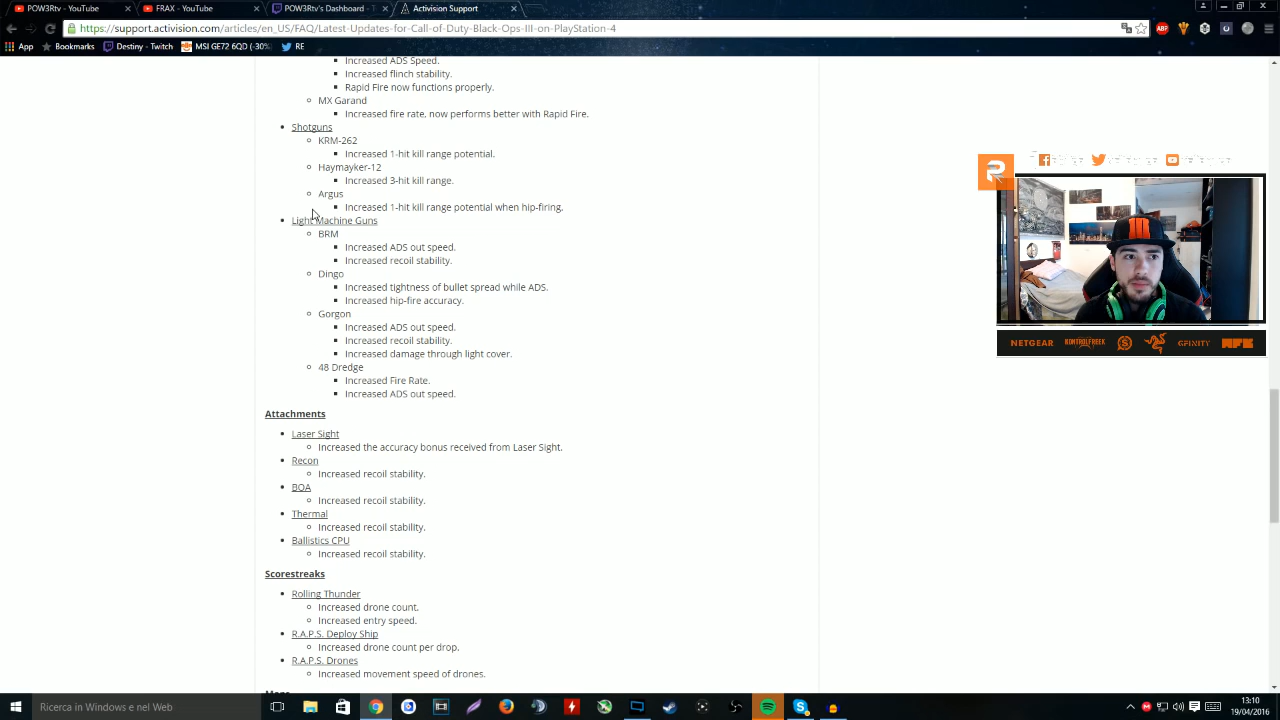 POW3Rtv - YouTube
FRAX - YouTube
POW3Rtv's Dashboard - T
Activision Support
https://support.activision.com/articles/en_US/FAQ/Latest-Updates-for-Call-of-Duty-Black-Ops-III-on-PlayStation-4
App
Bookmarks
Destiny - Twitch
MSI GE72 6QD (-30%)
RE
Increased ADS Speed.
Increased flinch stability.
Rapid Fire now functions properly.
MX Garand
Increased fire rate, now performs better with Rapid Fire.
Shotguns
KRM-262
Increased 1-hit kill range potential.
Haymayker-12
Increased 3-hit kill range.
Argus
Increased 1-hit kill range potential when hip-firing.
Light Machine Guns
BRM
Increased ADS out speed.
Increased recoil stability.
Dingo
Increased tightness of bullet spread while ADS.
Increased hip-fire accuracy.
Gorgon
Increased ADS out speed.
Increased recoil stability.
Increased damage through light cover.
48 Dredge
Increased Fire Rate.
Increased ADS out speed.
Attachments
Laser Sight
Increased the accuracy bonus received from Laser Sight.
Recon
Increased recoil stability.
BOA
Increased recoil stability.
Thermal
Increased recoil stability.
Ballistics CPU
Increased recoil stability.
Scorestreaks
Rolling Thunder
Increased drone count.
Increased entry speed.
R.A.P.S. Deploy Ship
Increased drone count per drop.
R.A.P.S. Drones
Increased movement speed of drones.
NETGEAR
KONTROLFREEK
GFINITY
Ricerca in Windows e nel Web
13:10
19/04/2016